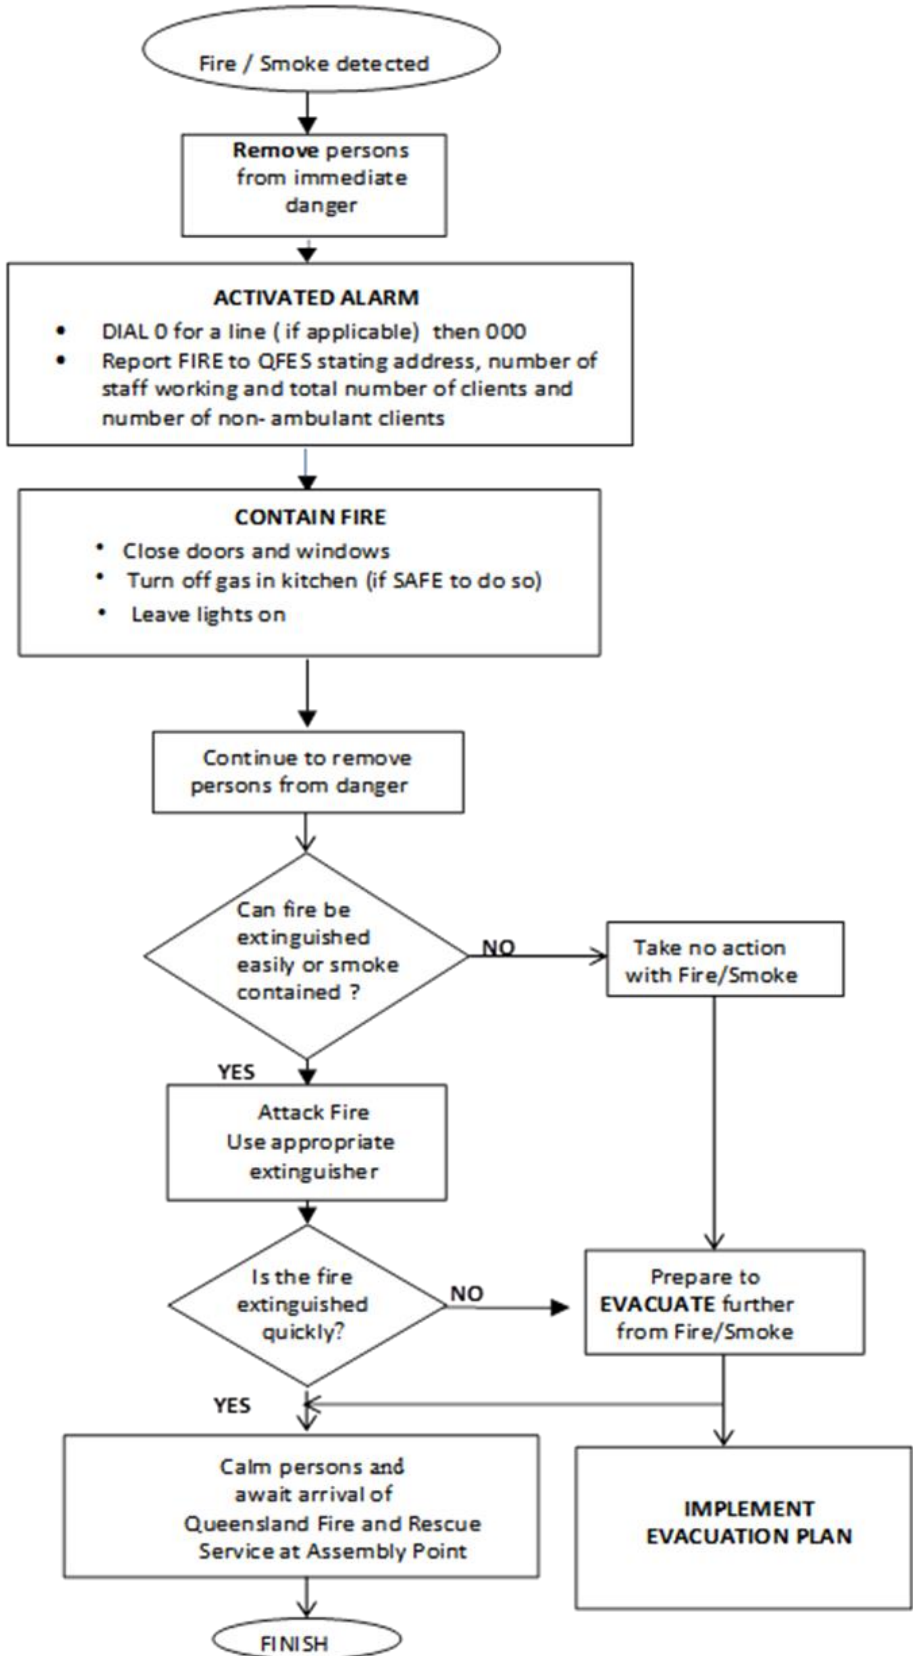 Fire / Smoke detected
Remove persons
from immediate
danger
ACTIVATED ALARM
• DIAL 0 for a line ( if applicable) then 000
• Report FIRE to QFES stating address, number of
staff working and total number of clients and
number of non- ambulant clients
CONTAIN FIRE
• Close doors and windows
• Turn off gas in kitchen (if SAFE to do so)
• Leave lights on
Continue to remove
persons from danger
Can fire be
extinguished
easily or smoke
contained ?
NO
Take no action
with Fire/Smoke
YES
Attack Fire
Use appropriate
extinguisher
Is the fire
extinguished
quickly?
NO
Prepare to
EVACUATE further
from Fire/Smoke
YES
Calm persons and
await arrival of
Queensland Fire and Rescue
Service at Assembly Point
IMPLEMENT
EVACUATION PLAN
FINISH